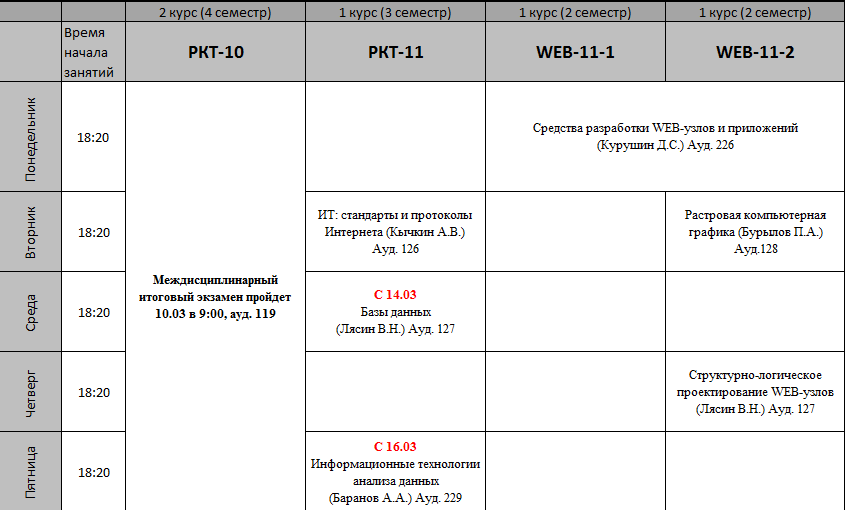 2 курс (4 семестр)
1 курс (3 семестр)
1 курс (2 семестр)
1 курс (2 семестр)
Время
начала
занятий
РКТ-10
РКТ-11
WEB-11-1
WEB-11-2
Понедельник
18:20
Средства разработки WEB-узлов и приложений
(Курушин Д.С.) Ауд. 226
Вторник
18:20
ИТ: стандарты и протоколы
Интернета (Кычкин А.В.)
Ауд. 126
Растровая компьютерная
графика (Бурылов П.А.)
Ауд.128
Междисциплинарный
итоговый экзамен пройдет
10.03 в 9:00, ауд. 119
Среда
18:20
С 14.03
Базы данных
(Лясин В.Н.) Ауд. 127
Четверг
18:20
Структурно-логическое
проектирование WEB-узлов
(Лясин В.Н.) Ауд. 127
Пятница
18:20
С 16.03
Информационные технологии
анализа данных
(Баранов А.А.) Ауд. 229